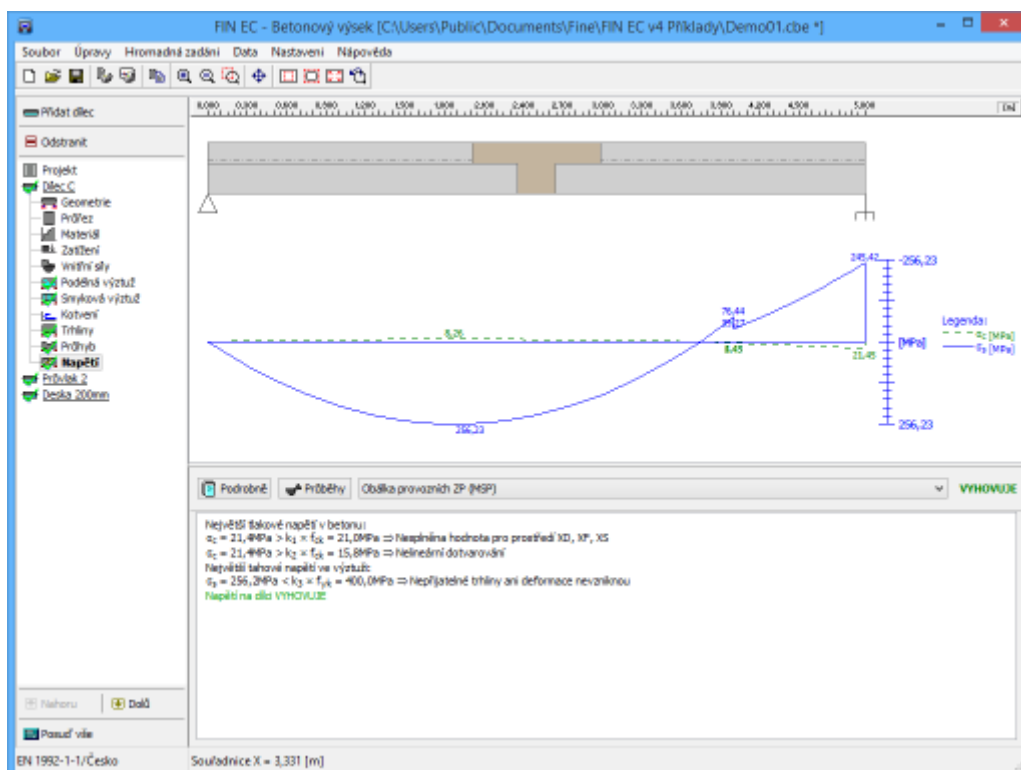 FIN EC - Betonový výsek [C:\Users\Public\Documents\Fine\FIN EC v4 Příklady\Demo01.cbe *]
Soubor Úpravy Hromadná zadání Data Nastavení Nápověda
Přidat dílec
Odstranit
Projekt
Dílec C
Geometrie
Průřez
Materiál
Zatížení
Vnitřní síly
Podélná výztuž
Smyková výztuž
Kotvení
Trhliny
Průhyb
Napětí
Průvlak 2
Deska 200mm
Nahoru Dolů
Posuď vše
[m]
249,42
-256,23
76,44
8,26
8,45
21,45
[MPa]
Legenda:
σc [MPa]
σs [MPa]
256,23
256,23
Podrobně Průběhy Obálka provozních ZP (MSP) VYHOVUJE
Největší tlakové napětí v betonu:
σc = 21,4MPa > k1 × fck = 21,0MPa ⇒ Nesplněna hodnota pro prostředí XD, XF, XS
σc = 21,4MPa > k2 × fck = 15,8MPa ⇒ Nelineární dotvarování
Největší tahové napětí ve výztuži:
σs = 256,2MPa < k3 × fyk = 400,0MPa ⇒ Nepřijatelné trhliny ani deformace nevzniknou
Napětí na dílci VYHOVUJE
EN 1992-1-1/Česko Souřadnice X = 3,331 [m]